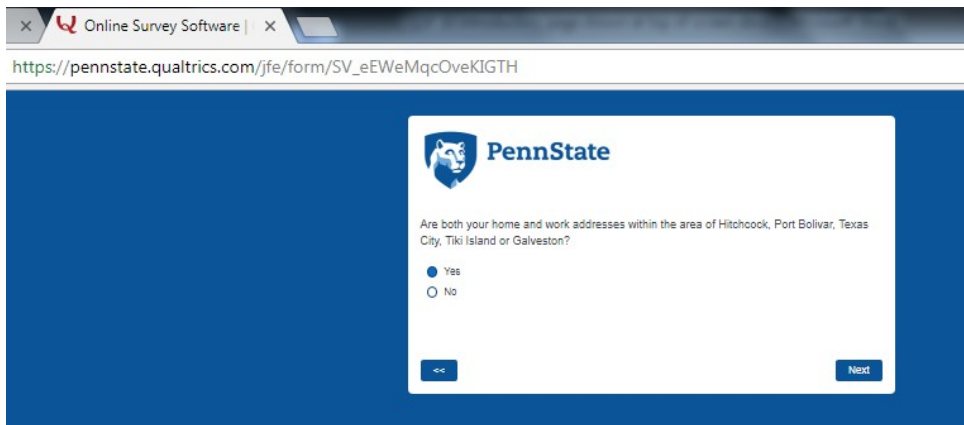 Online Survey Software |
https://pennstate.qualtrics.com/jfe/form/SV_eEWeMqcOveKIGTH
PennState
Are both your home and work addresses within the area of Hitchcock, Port Bolivar, Texas
City, Tiki Island or Galveston?
Yes
No
<<
Next